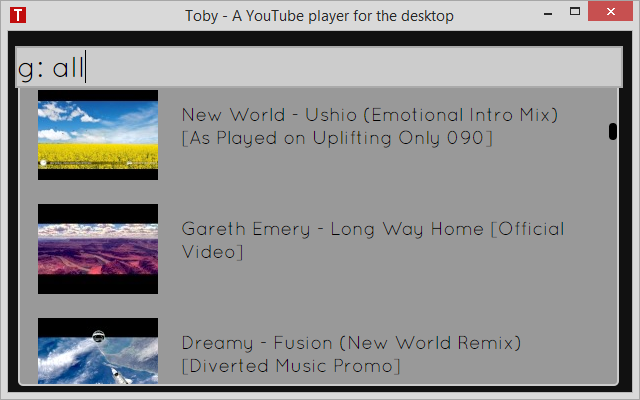 T
Toby - A YouTube player for the desktop
g: all
New World - Ushio (Emotional Intro Mix)
[As Played on Uplifting Only 090]
Gareth Emery - Long Way Home [Official
Video]
Dreamy - Fusion (New World Remix)
[Diverted Music Promo]